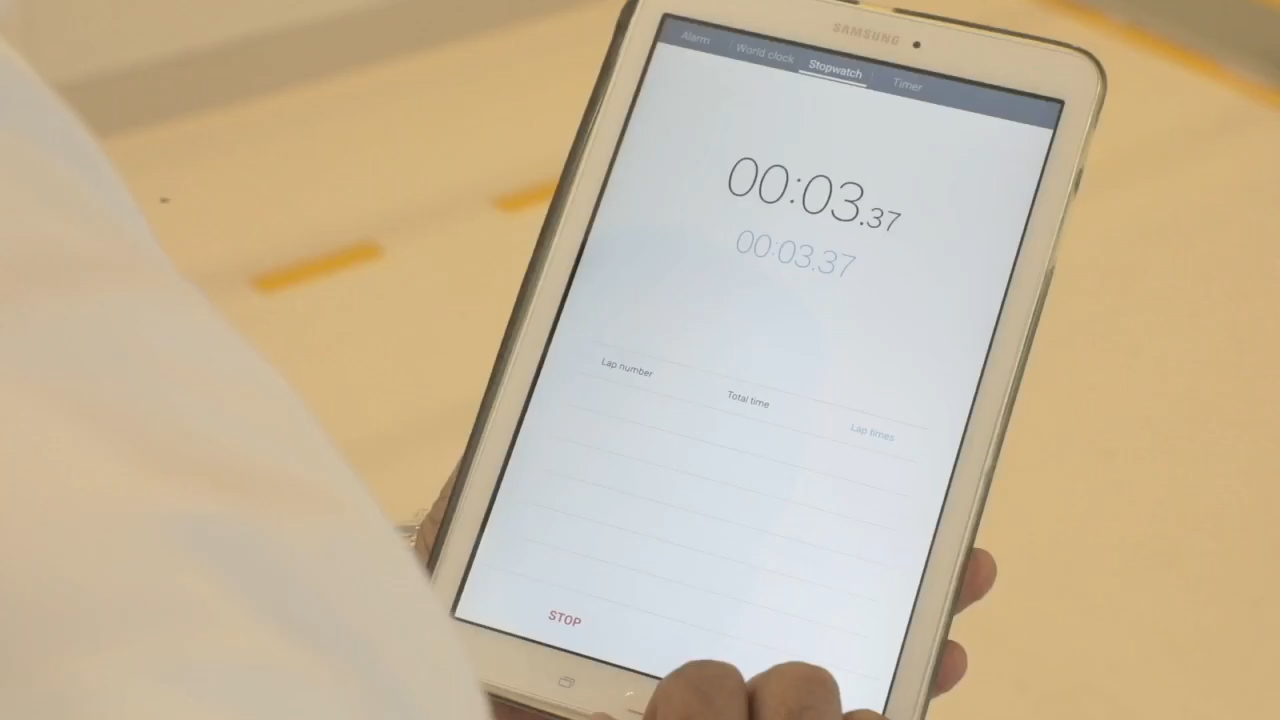 SAMSUNG
Alarm World clock Stopwatch Timer
00:03.37
00:03.37
Lap number Total time Lap times
STOP